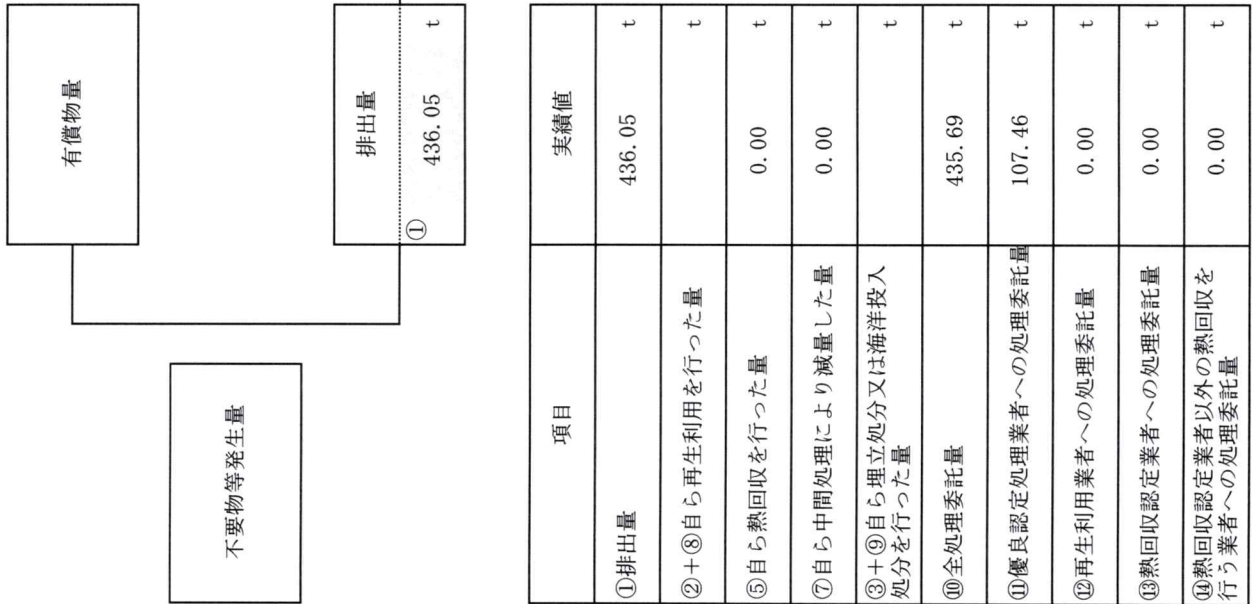 不要物等発生量
有償物量
排出量
① 436.05 t
項目 実績値
①排出量 436.05 t
②+⑧自ら再生利用を行った量 t
⑤自ら熱回収を行った量 0.00 t
⑦自ら中間処理により減量した量 0.00 t
③+⑨自ら埋立処分又は海洋投入
処分を行った量 t
⑩全処理委託量 435.69 t
⑪優良認定処理業者への処理委託量 107.46 t
⑫再生利用業者への処理委託量 0.00 t
⑬熱回収認定業者への処理委託量 0.00 t
⑭熱回収認定業者以外の熱回収を
行う業者への処理委託量 0.00 t